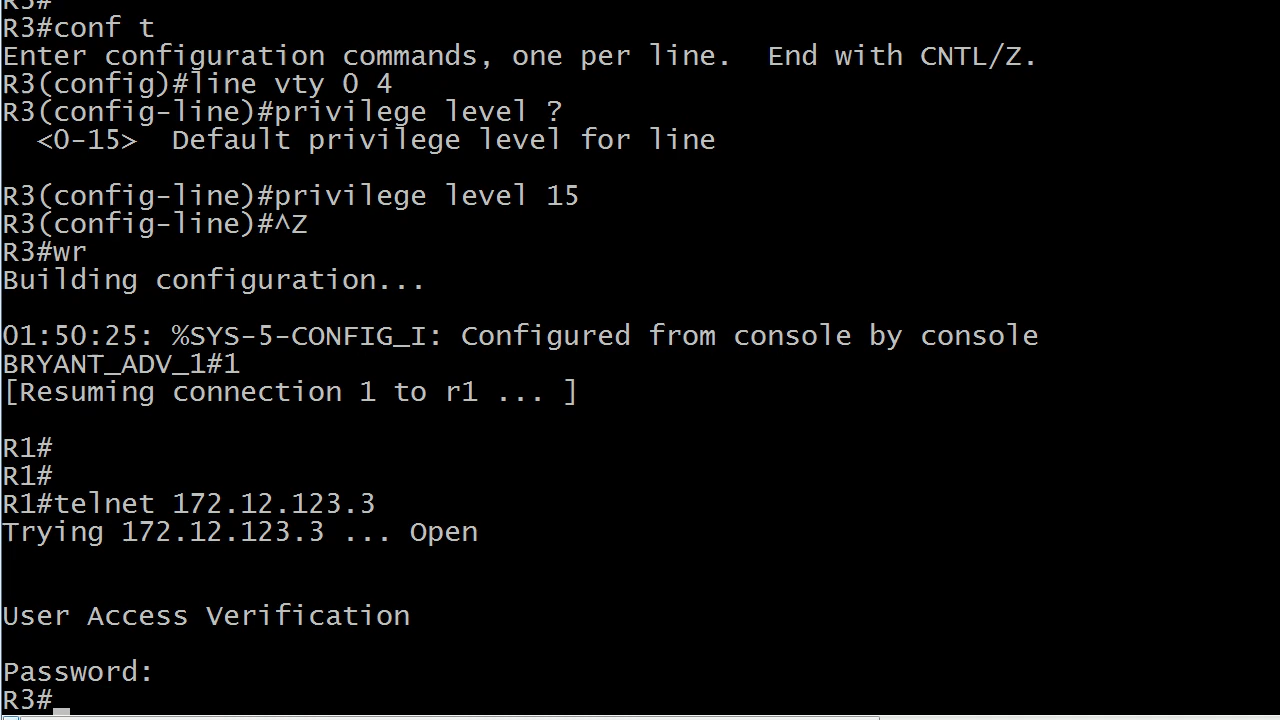 R3#
R3#conf t
Enter configuration commands, one per line.  End with CNTL/Z.
R3(config)#line vty 0 4
R3(config-line)#privilege level ?
  <0-15>  Default privilege level for line
R3(config-line)#privilege level 15
R3(config-line)#^Z
R3#wr
Building configuration...
01:50:25: %SYS-5-CONFIG_I: Configured from console by console
BRYANT_ADV_1#1
[Resuming connection 1 to r1 ... ]
R1#
R1#
R1#telnet 172.12.123.3
Trying 172.12.123.3 ... Open
User Access Verification
Password:
R3#